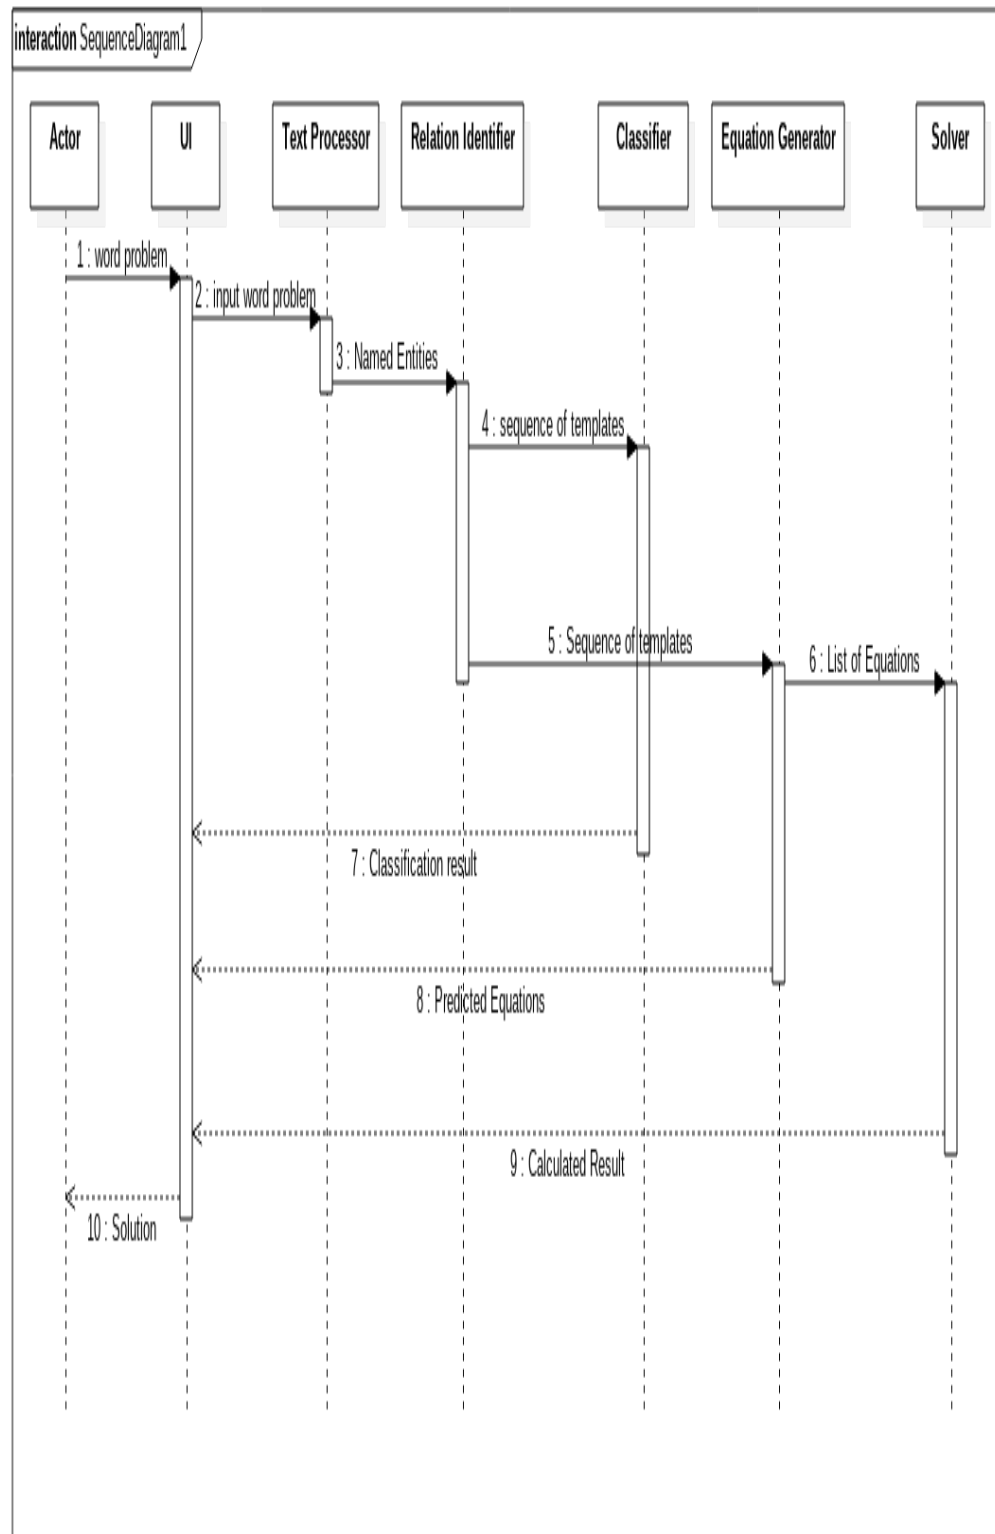 interaction SequenceDiagram1
Actor
UI
Text Processor
Relation Identifier
Classifier
Equation Generator
Solver
1 : word problem
2 : input word problem
3 : Named Entities
4 : sequence of templates
5 : Sequence of templates
6 : List of Equations
7 : Classification result
8 : Predicted Equations
9 : Calculated Result
10 : Solution